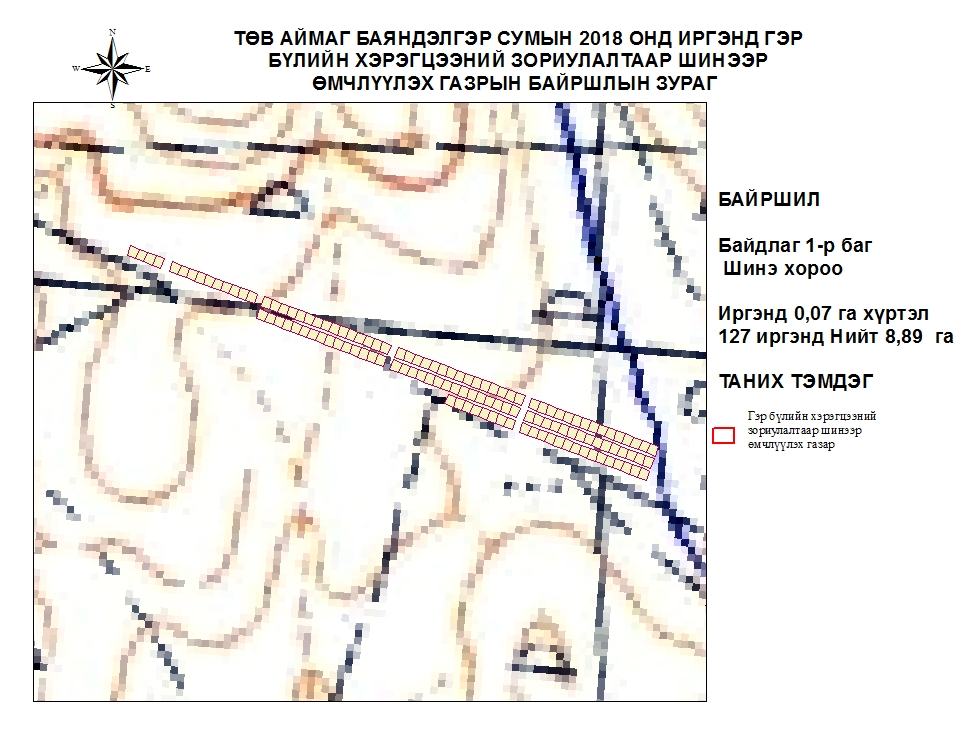 ТӨВ АЙМАГ БАЯНДЭЛГЭР СУМЫН 2018 ОНД ИРГЭНД ГЭР
БҮЛИЙН ХЭРЭГЦЭЭНИЙ ЗОРИУЛАЛТААР ШИНЭЭР
ӨМЧЛҮҮЛЭХ ГАЗРЫН БАЙРШЛЫН ЗУРАГ
N
W E
S
БАЙРШИЛ
Байдлаг 1-р баг
Шинэ хороо
Иргэнд 0,07 га хүртэл
127 иргэнд Нийт 8,89 га
ТАНИХ ТЭМДЭГ
Гэр бүлийн хэрэгцээний
зориулалтаар шинээр
өмчлүүлэх газар